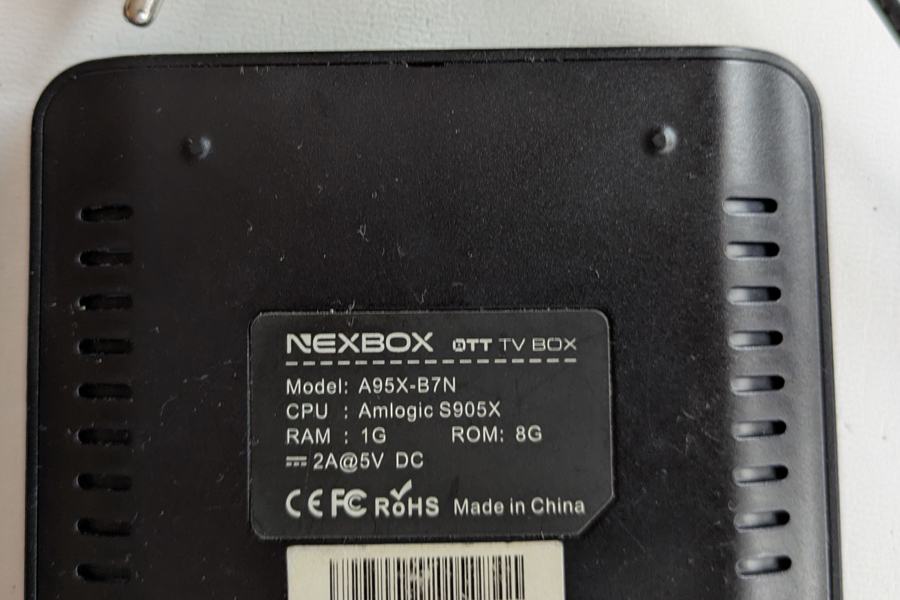 NEXBOX OTT TV BOX
Model: A95X-B7N
CPU : Amlogic S905X
RAM : 1G ROM: 8G
2A@5V DC
CE FC RoHS Made in China